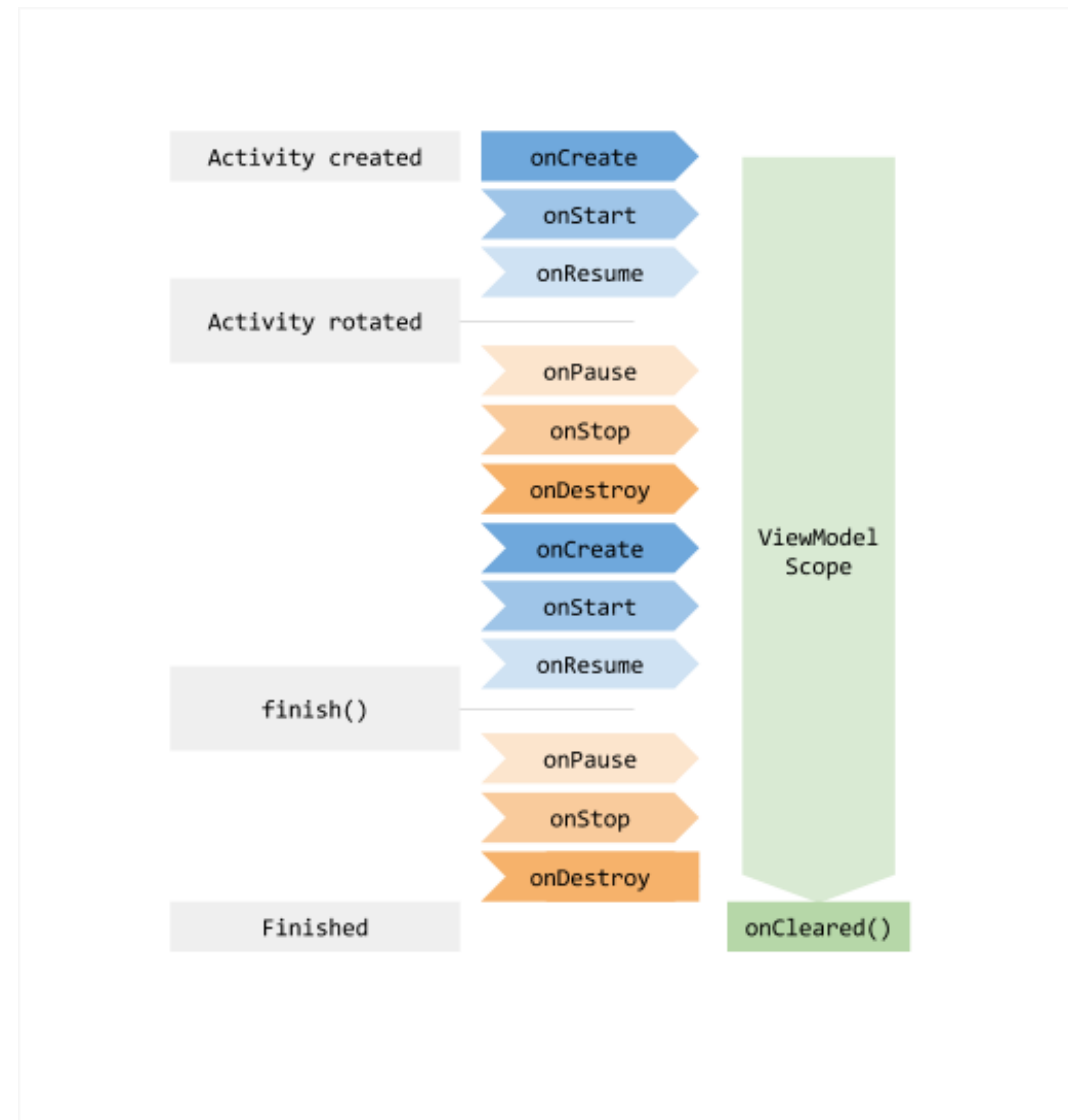 Activity created
onCreate
onStart
onResume
Activity rotated
onPause
onStop
onDestroy
onCreate
onStart
onResume
ViewModel
Scope
finish()
onPause
onStop
onDestroy
Finished
onCleared()